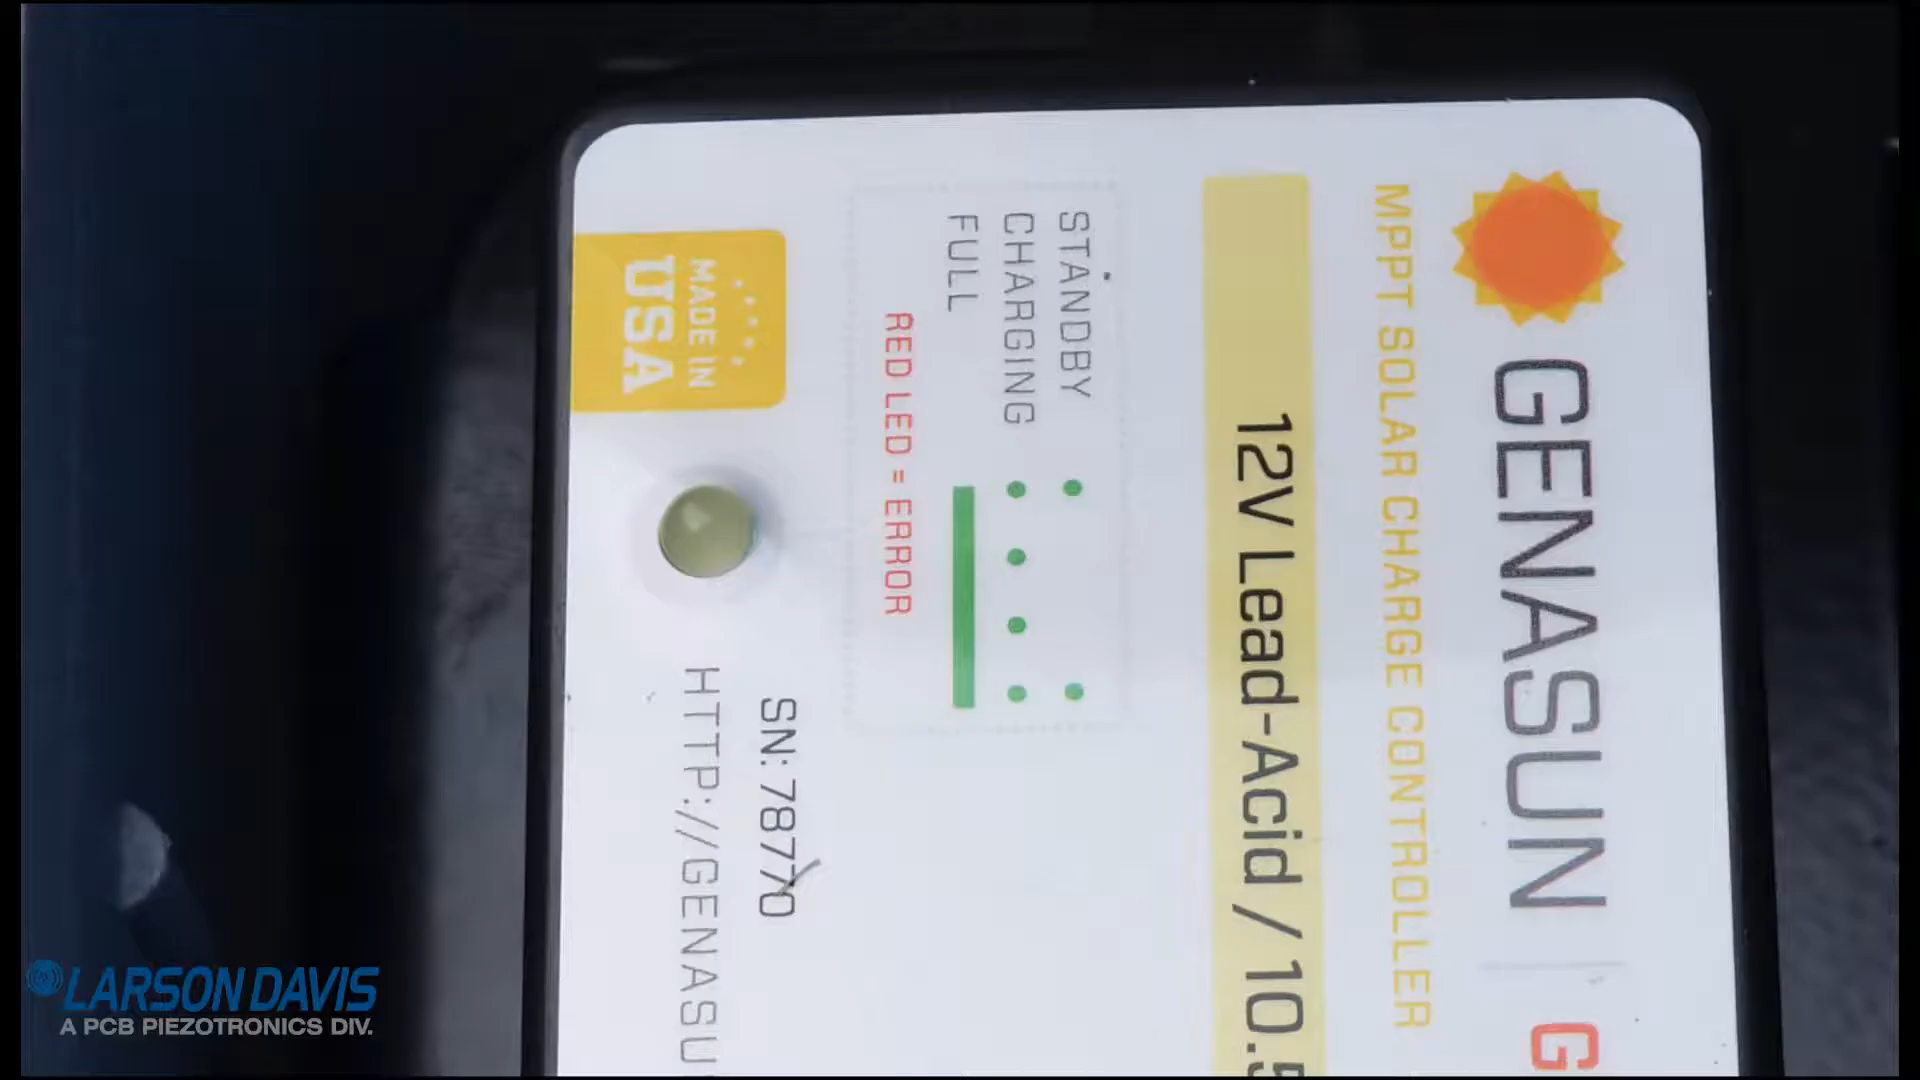 GENASUN G
MPPT SOLAR CHARGE CONTROLLER
12V Lead-Acid / 10.5
STANDBY
CHARGING
FULL
RED LED = ERROR
MADE IN
USA
SN: 78770
HTTP://GENASU
LARSON DAVIS
A PCB PIEZOTRONICS DIV.